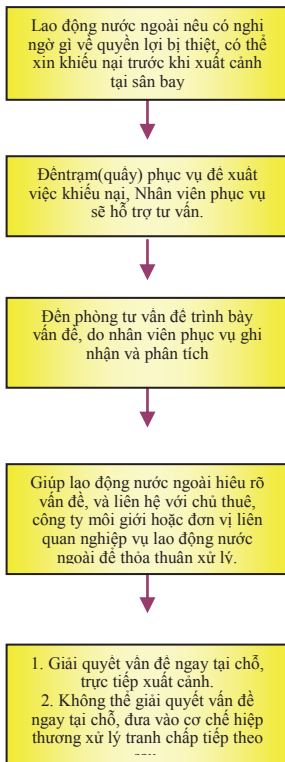 Lao động nước ngoài nêu có nghi
ngờ gì về quyền lợi bị thiệt, có thể
xin khiếu nại trước khi xuất cảnh
tại sân bay
Đếntrạm(quầy) phục vụ đề xuất
việc khiếu nại, Nhân viên phục vụ
sẽ hỗ trợ tư vấn.
Đến phòng tư vấn để trình bày
vấn đề, do nhân viên phục vụ ghi
nhận và phân tích
Giúp lao động nước ngoài hiểu rõ
vấn đề, và liên hệ với chủ thuê,
công ty môi giới hoặc đơn vị liên
quan nghiệp vụ lao động nước
ngoài để thỏa thuận xử lý.
1. Giải quyết vấn đề ngay tại chỗ,
trực tiếp xuất cảnh.
2. Không thể giải quyết vấn đề
ngay tại chỗ, đưa vào cơ chế hiệp
thương xử lý tranh chấp tiếp theo